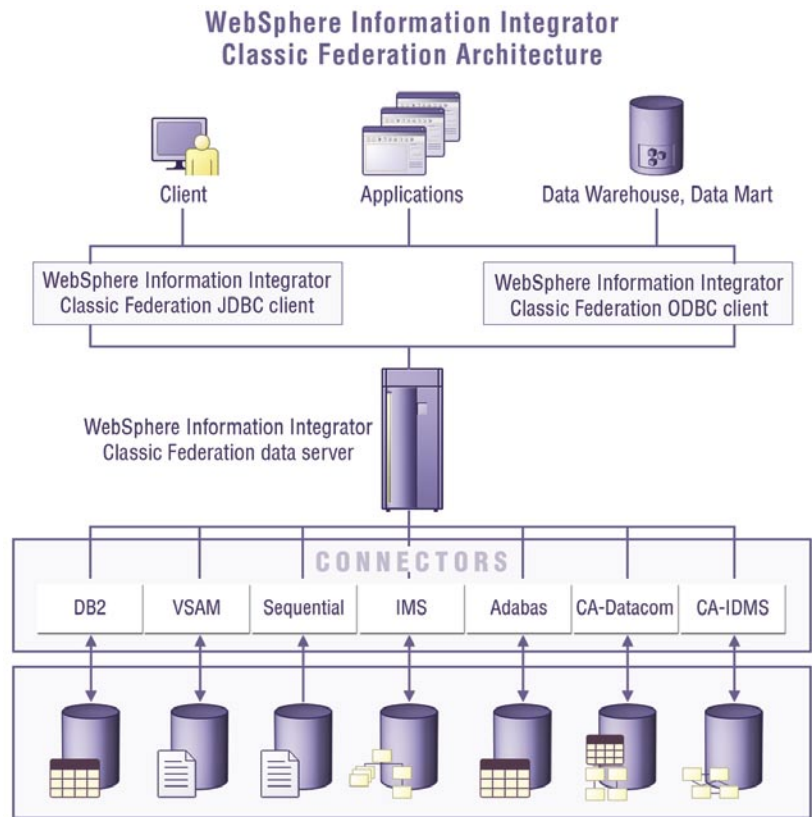 WebSphere Information Integrator
Classic Federation Architecture
Client
Applications
Data Warehouse, Data Mart
WebSphere Information Integrator
Classic Federation JDBC client
WebSphere Information Integrator
Classic Federation ODBC client
WebSphere Information Integrator
Classic Federation data server
CONNECTORS
DB2
VSAM
Sequential
IMS
Adabas
CA-Datacom
CA-IDMS